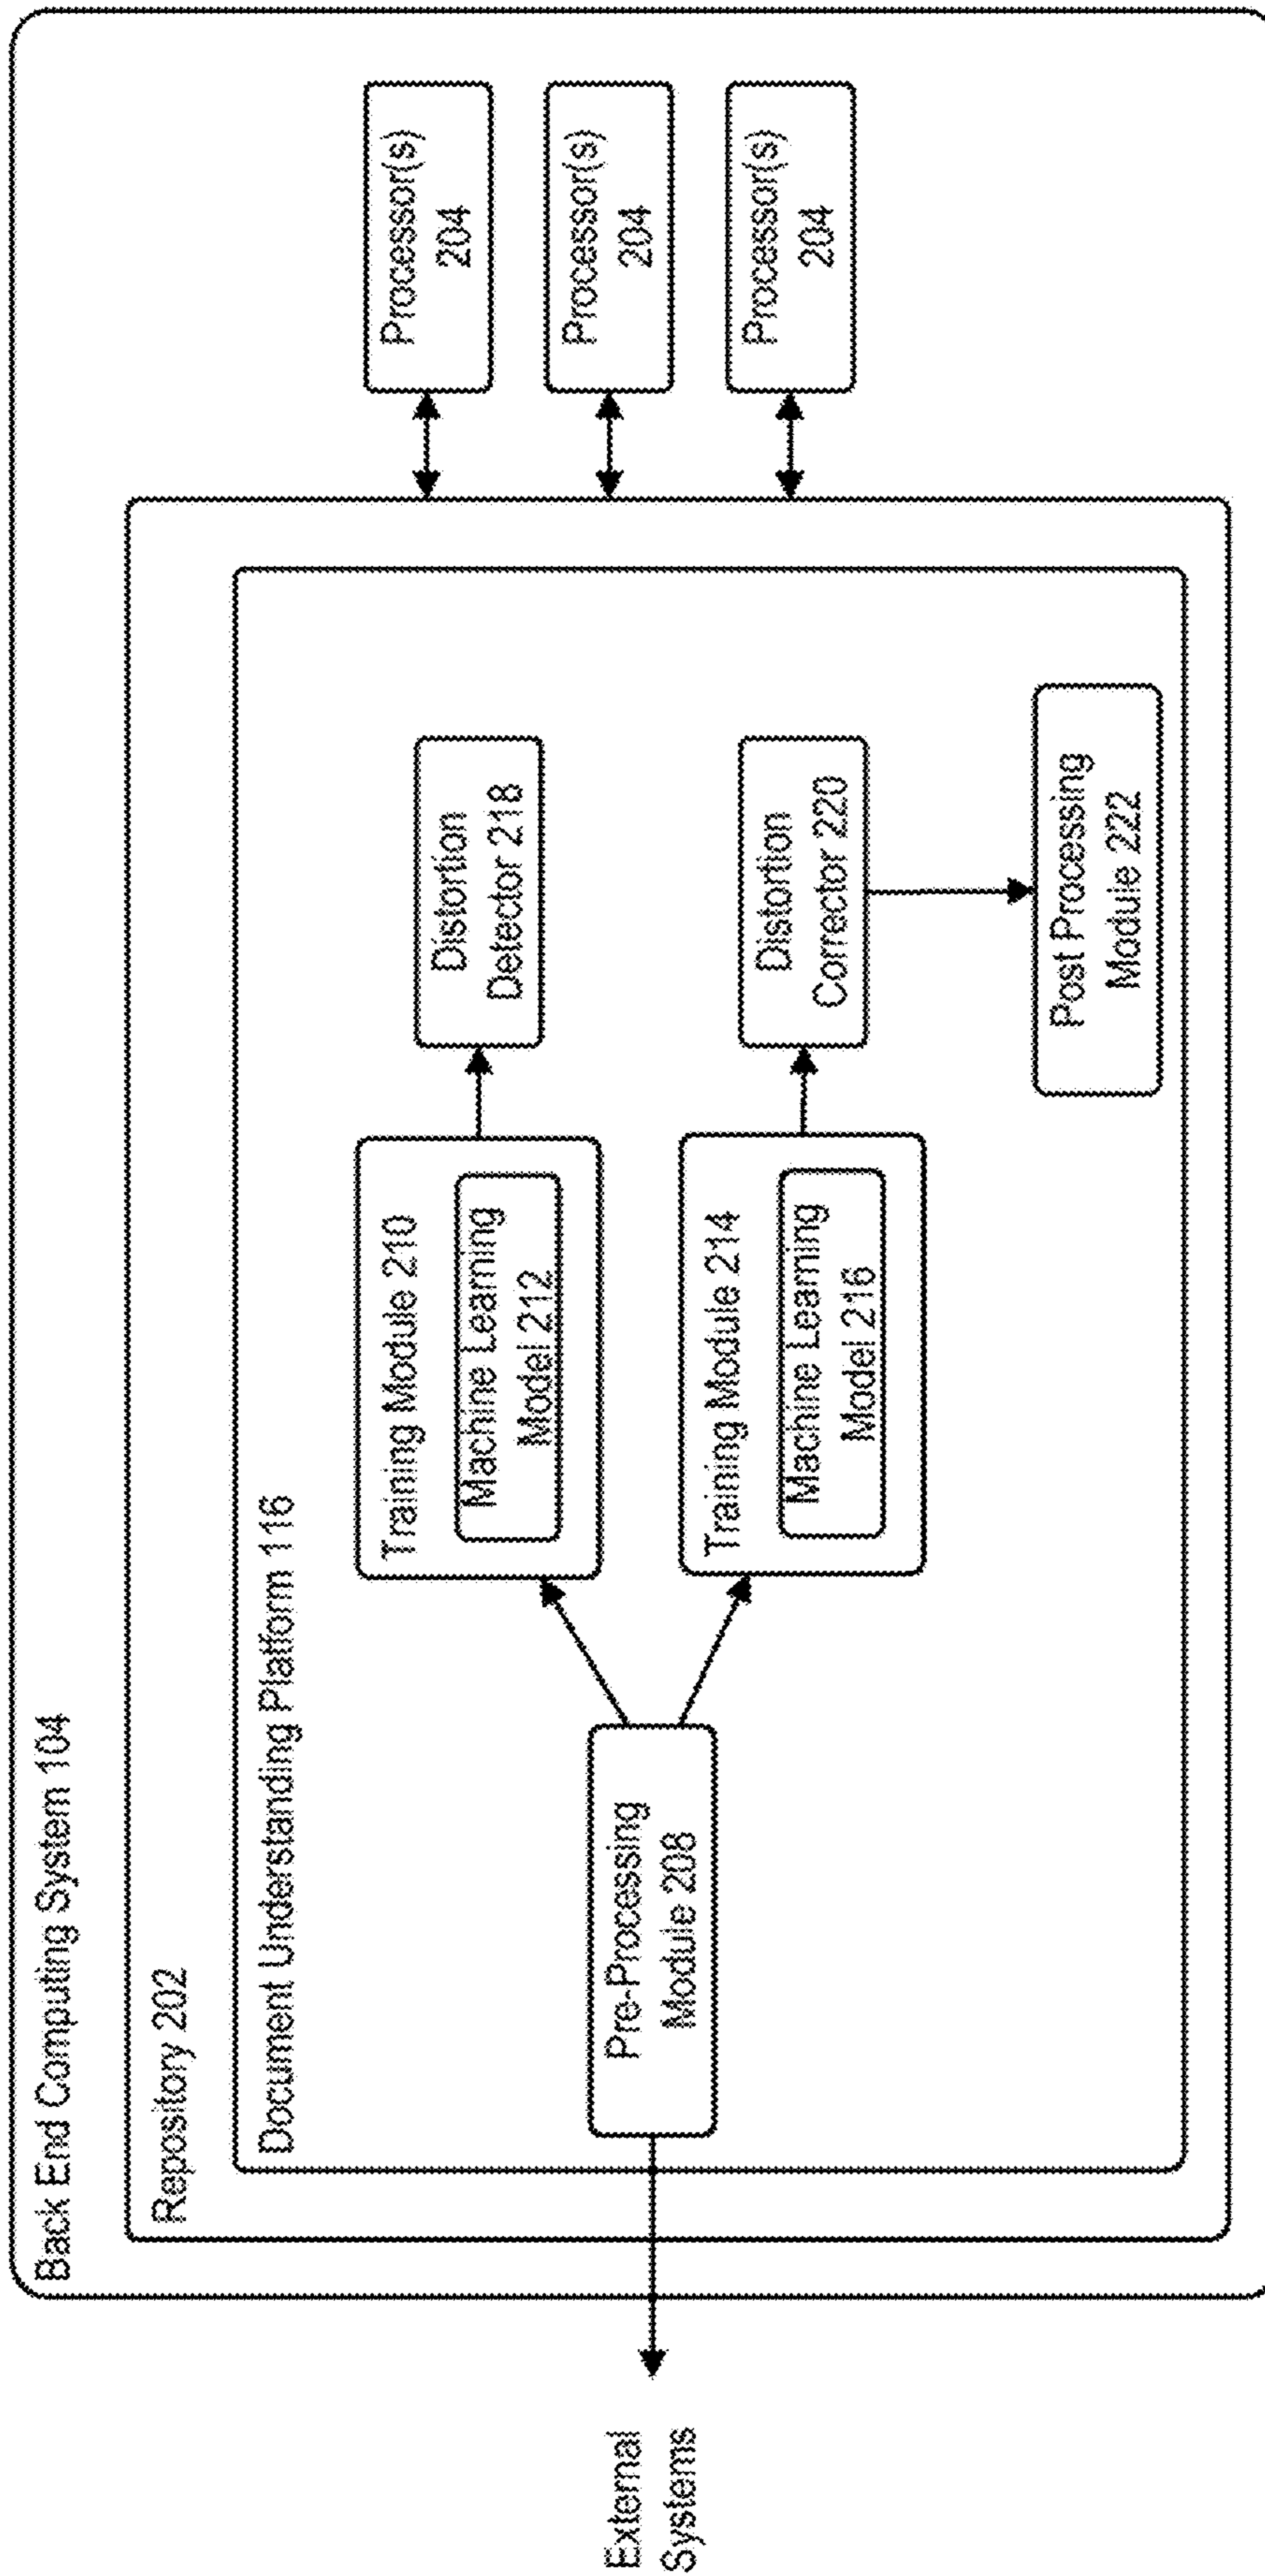 Back End Computing System 104
Repository 202
Document Understanding Platform 116
External
Systems
Pre-Processing
Module 208
Training Module 210
Machine Learning
Model 212
Distortion
Detector 218
Training Module 214
Machine Learning
Model 216
Distortion
Corrector 220
Post Processing
Module 222
Processor(s)
204
Processor(s)
204
Processor(s)
204